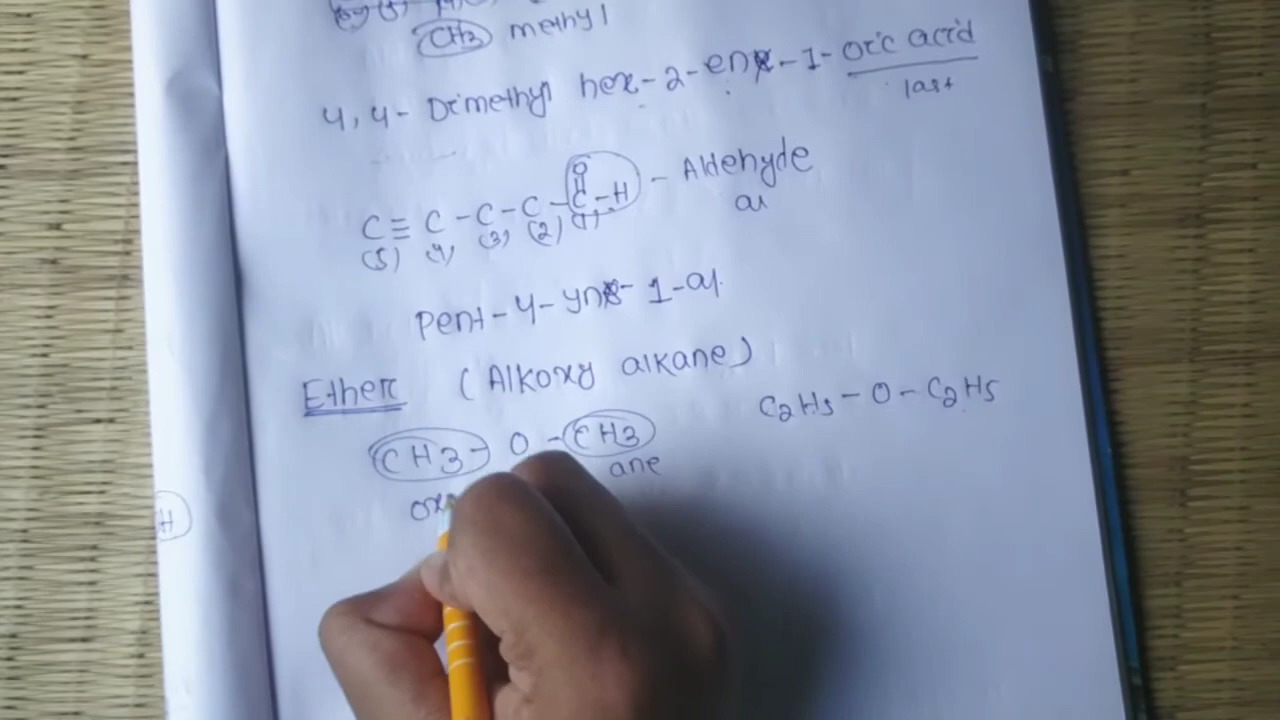 CH3 methyl
4,4- Dimethyl hex-2-en-1-oic acid
last
O
C≡C-C-C-C-H - Aldehyde
(5) (4) (3) (2) (1) al
Pent-4-yn-1-al
Ether (Alkoxy alkane)
CH3- O -CH3 C2H5-O-C2H5
ane
ox
H